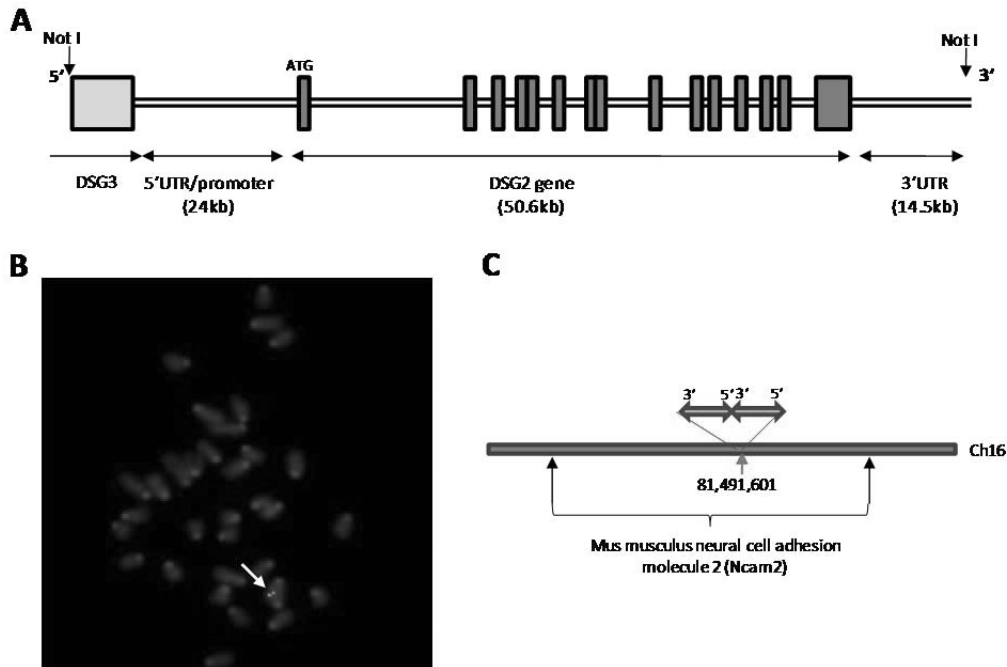 A
Not I
Not I
5’
ATG
3’
DSG3
5’UTR/promoter
(24kb)
DSG2 gene
(50.6kb)
3’UTR
(14.5kb)
B
C
3’ 5’ 3’ 5’
Ch16
81,491,601
Mus musculus neural cell adhesion
molecule 2 (Ncam2)